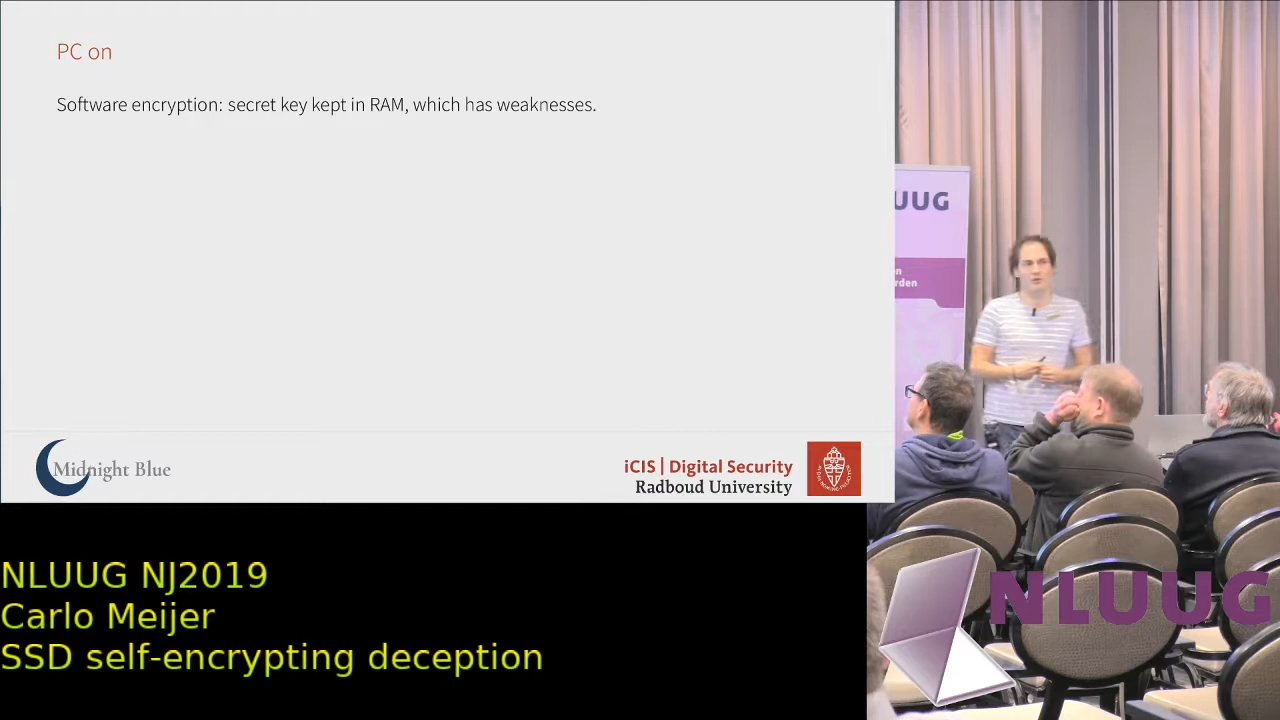 PC on
Software encryption: secret key kept in RAM, which has weaknesses.
Midnight Blue
iCIS | Digital Security
Radboud University
UUG
rden
NLUUG NJ2019
Carlo Meijer
SSD self-encrypting deception
NLUUG